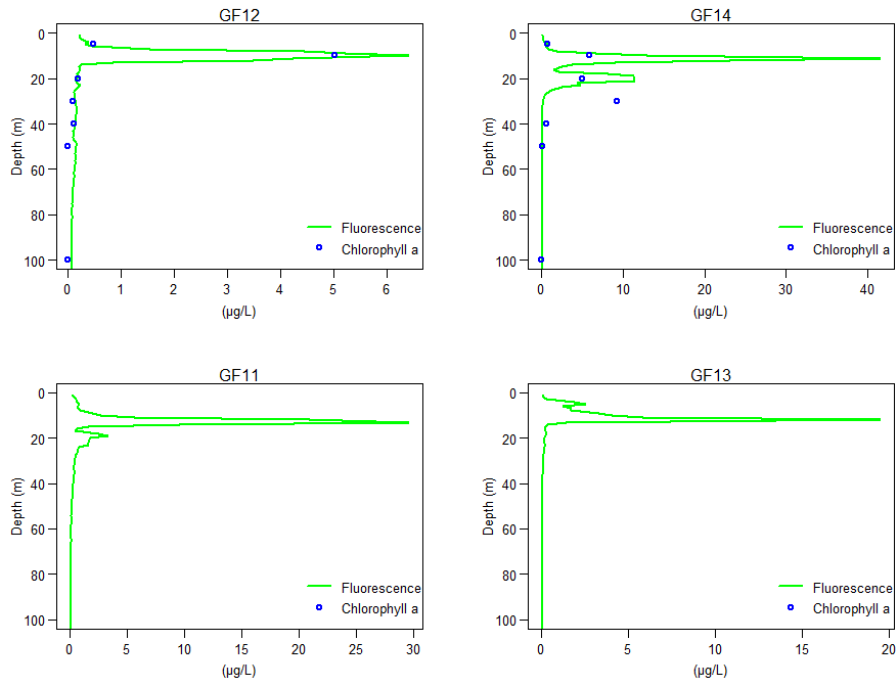 GF12
0
20
40
60
80
100
Depth (m)
Fluorescence
Chlorophyll a
0 1 2 3 4 5 6
(µg/L)
GF14
0
20
40
60
80
100
Depth (m)
Fluorescence
Chlorophyll a
0 10 20 30 40
(µg/L)
GF11
0
20
40
60
80
100
Depth (m)
Fluorescence
Chlorophyll a
0 5 10 15 20 25 30
(µg/L)
GF13
0
20
40
60
80
100
Depth (m)
Fluorescence
Chlorophyll a
0 5 10 15 20
(µg/L)